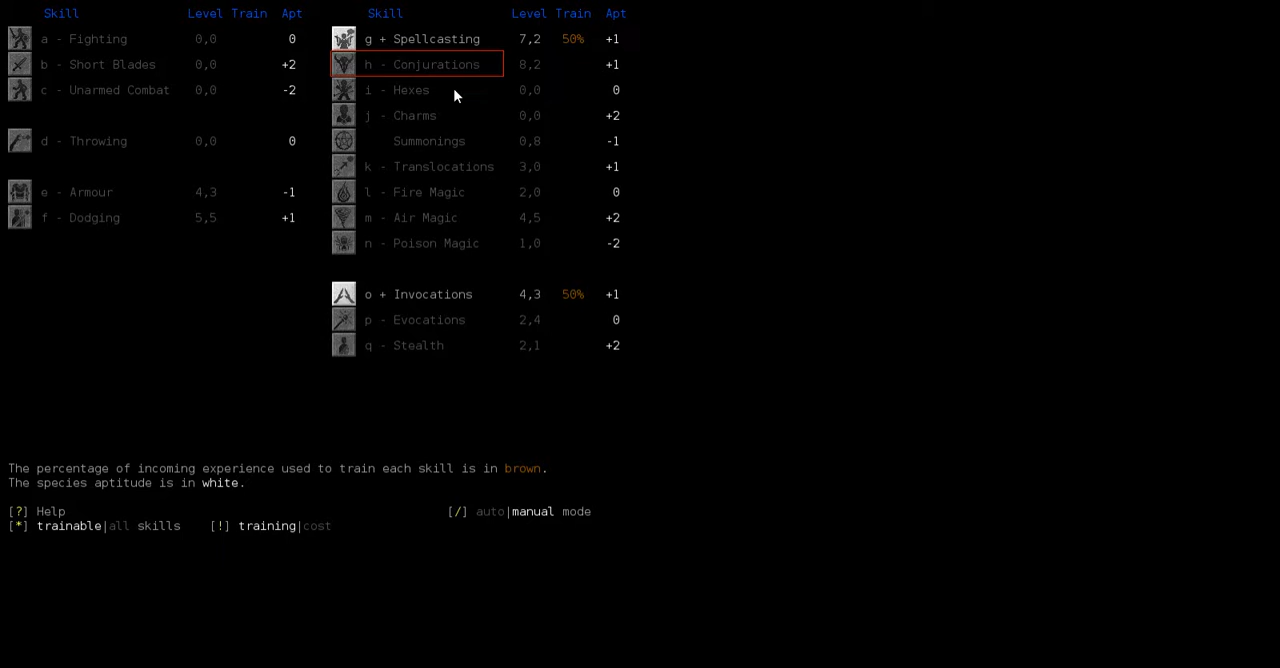 Skill Level Train Apt Skill Level Train Apt
a - Fighting 0,0 0 g + Spellcasting 7,2 50% +1
b - Short Blades 0,0 +2 h - Conjurations 8,2 +1
c - Unarmed Combat 0,0 -2 i - Hexes 0,0 0
j - Charms 0,0 +2
d - Throwing 0,0 0 Summonings 0,8 -1
k - Translocations 3,0 +1
e - Armour 4,3 -1 l - Fire Magic 2,0 0
f - Dodging 5,5 +1 m - Air Magic 4,5 +2
n - Poison Magic 1,0 -2
o + Invocations 4,3 50% +1
p - Evocations 2,4 0
q - Stealth 2,1 +2
The percentage of incoming experience used to train each skill is in brown.
The species aptitude is in white.
[?] Help [/] auto|manual mode
[*] trainable|all skills [!] training|cost